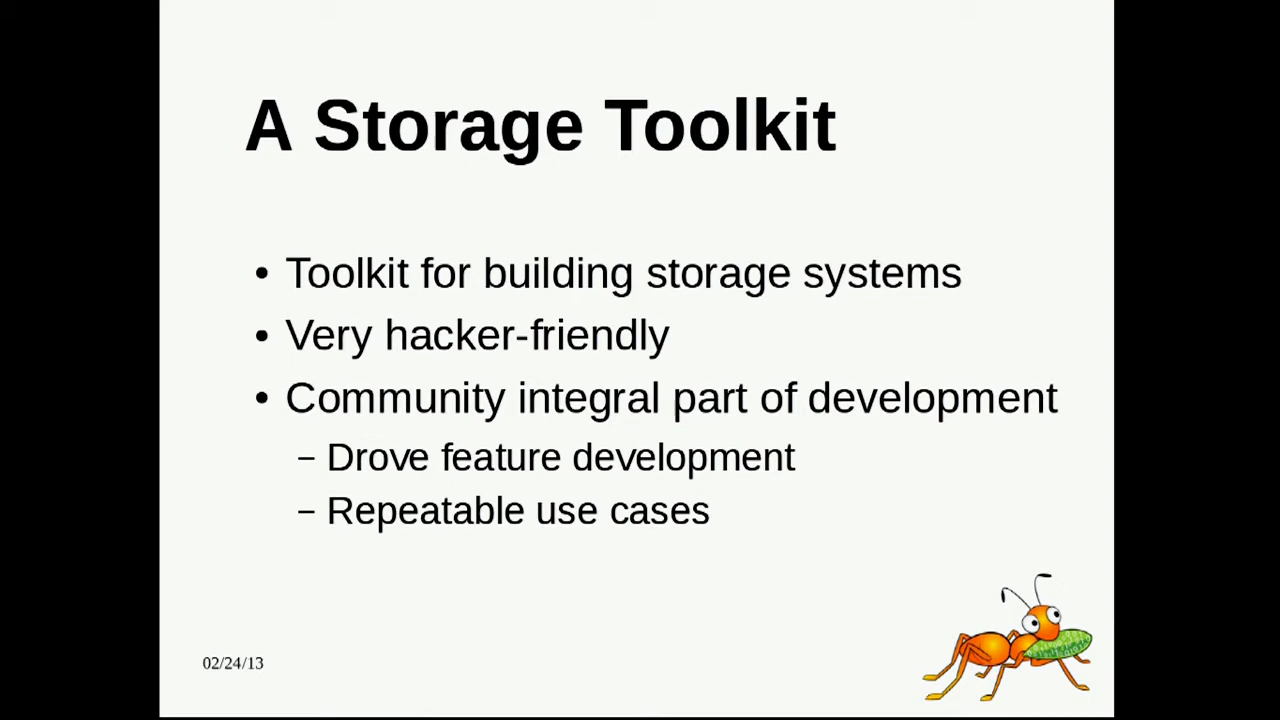 A Storage Toolkit
• Toolkit for building storage systems
• Very hacker-friendly
• Community integral part of development
– Drove feature development
– Repeatable use cases
02/24/13